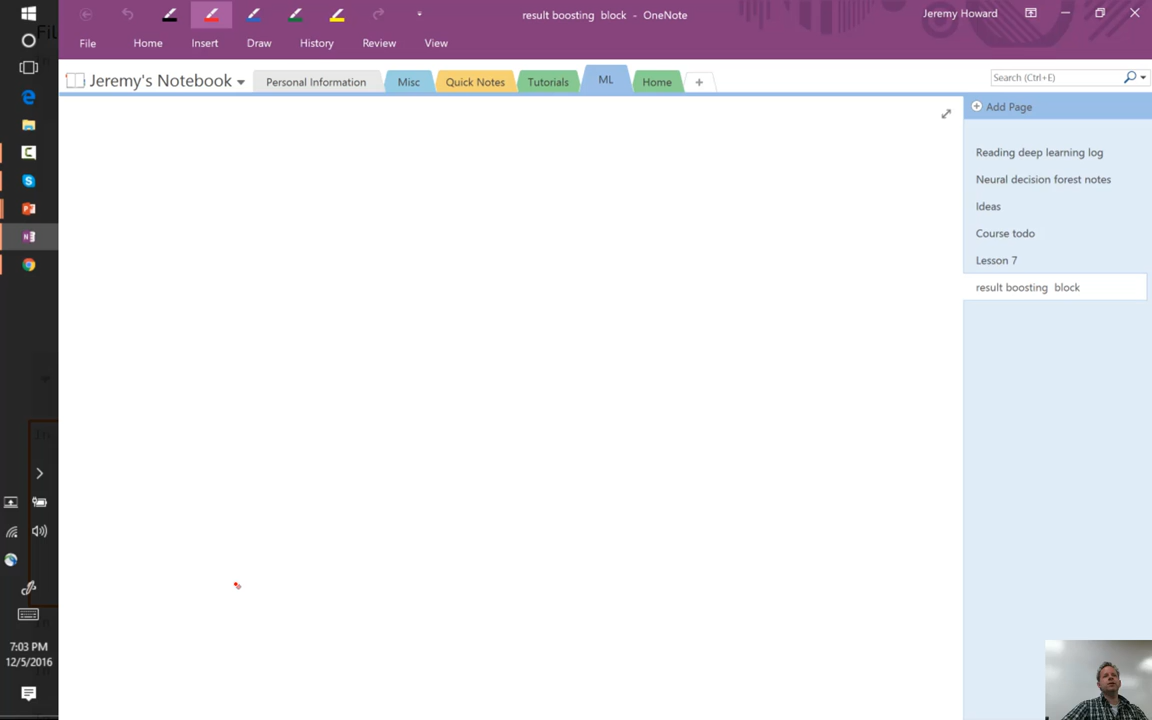 result boosting  block  -  OneNote
Jeremy Howard
File
Home
Insert
Draw
History
Review
View
Jeremy's Notebook
Personal Information
Misc
Quick Notes
Tutorials
ML
Home
Search (Ctrl+E)
Add Page
Reading deep learning log
Neural decision forest notes
Ideas
Course todo
Lesson 7
result boosting  block
7:03 PM
12/5/2016